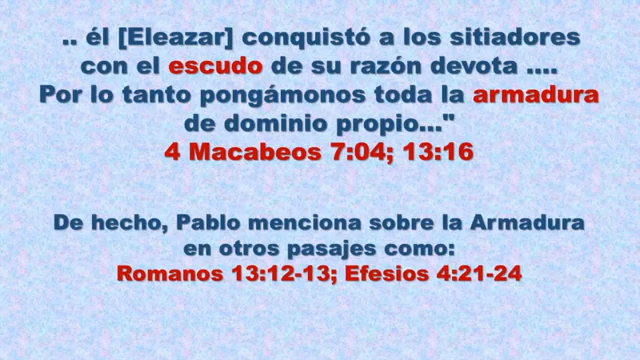 .. él [Eleazar] conquistó a los sitiadores
con el escudo de su razón devota ....
Por lo tanto pongámonos toda la armadura
de dominio propio..."
4 Macabeos 7:04; 13:16
De hecho, Pablo menciona sobre la Armadura
en otros pasajes como:
Romanos 13:12-13; Efesios 4:21-24